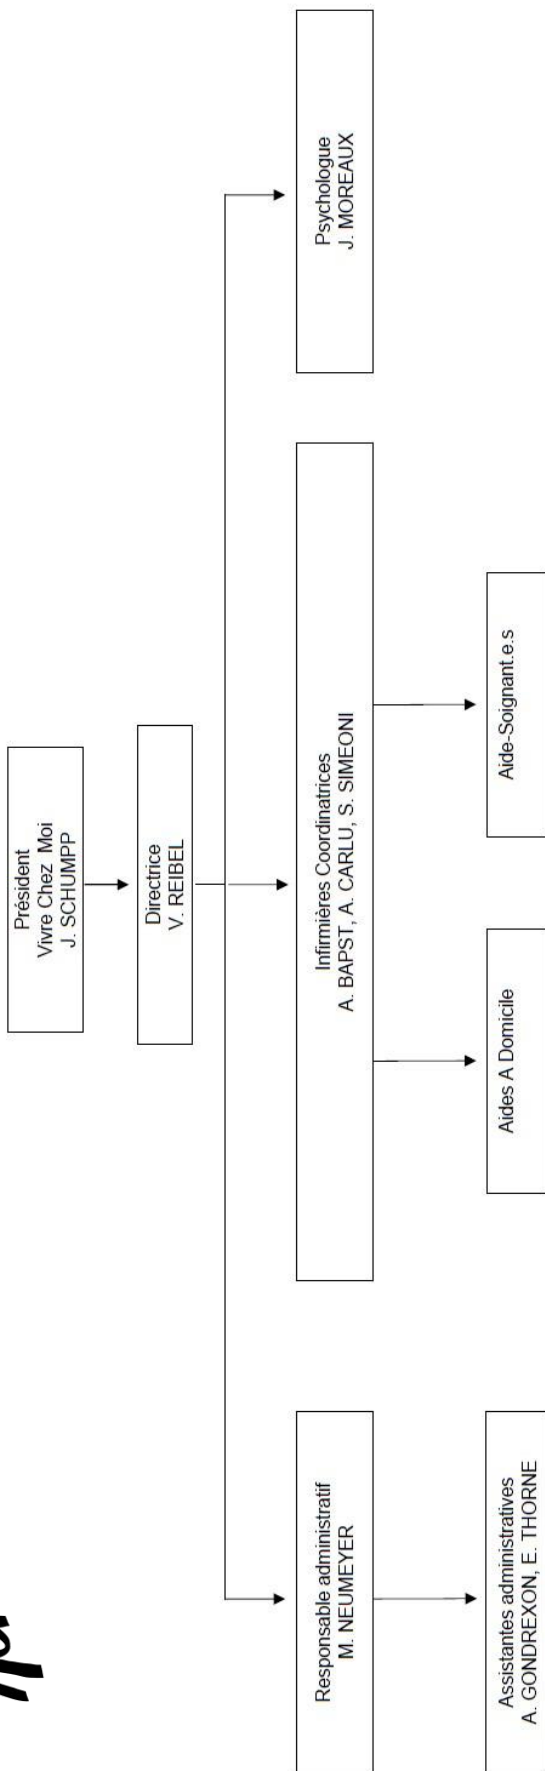 Président
Vivre Chez Moi
J. SCHUMPP
Directrice
V. REIBEL
Responsable administratif
M. NEUMEYER
Infirmières Coordinatrices
A. BAPST, A. CARLU, S. SIMEONI
Psychologue
J. MOREAUX
Assistantes administratives
A. GONDREXON, E. THORNE
Aides A Domicile
Aide-Soignant.e.s